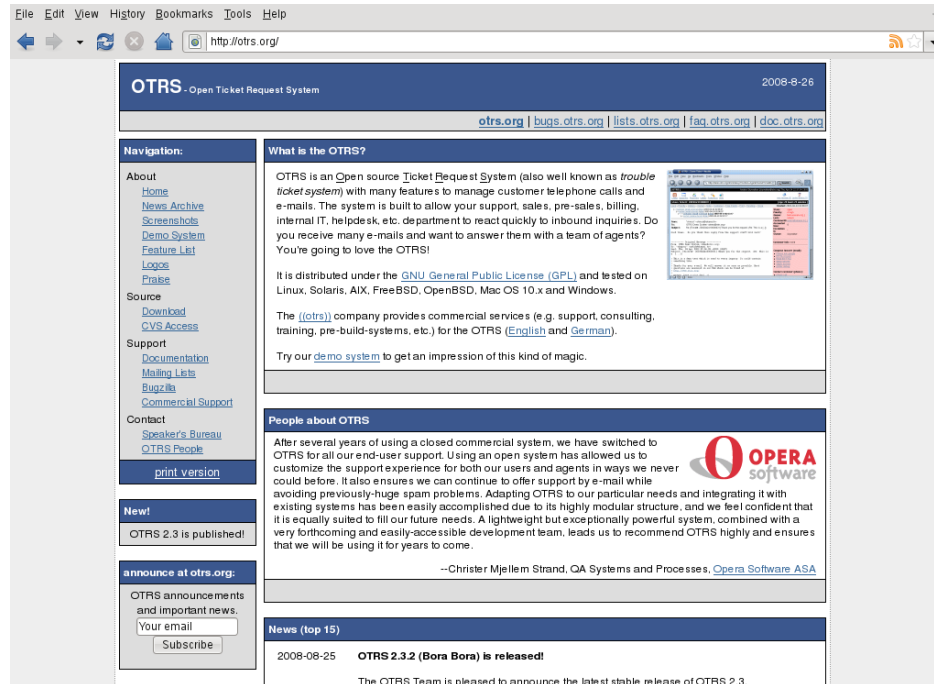 File Edit View History Bookmarks Tools Help
http://otrs.org/
OTRS - Open Ticket Request System
2008-8-26
otrs.org | bugs.otrs.org | lists.otrs.org | faq.otrs.org | doc.otrs.org
Navigation:
About
Home
News Archive
Screenshots
Demo System
Feature List
Logos
Praise
Source
Download
CVS Access
Support
Documentation
Mailing Lists
Bugzilla
Commercial Support
Contact
Speaker's Bureau
OTRS People
print version
New!
OTRS 2.3 is published!
announce at otrs.org:
OTRS announcements
and important news.
Your email
Subscribe
What is the OTRS?
OTRS is an Open source Ticket Request System (also well known as trouble
ticket system) with many features to manage customer telephone calls and
e-mails. The system is built to allow your support, sales, pre-sales, billing,
internal IT, helpdesk, etc. department to react quickly to inbound inquiries. Do
you receive many e-mails and want to answer them with a team of agents?
You're going to love the OTRS!
It is distributed under the GNU General Public License (GPL) and tested on
Linux, Solaris, AIX, FreeBSD, OpenBSD, Mac OS 10.x and Windows.
The ((otrs)) company provides commercial services (e.g. support, consulting,
training, pre-build-systems, etc.) for the OTRS (English and German).
Try our demo system to get an impression of this kind of magic.
People about OTRS
After several years of using a closed commercial system, we have switched to
OTRS for all our end-user support. Using an open system has allowed us to
customize the support experience for both our users and agents in ways we never
could before. It also ensures we can continue to offer support by e-mail while
avoiding previously-huge spam problems. Adapting OTRS to our particular needs and integrating it with
existing systems has been easily accomplished due to its highly modular structure, and we feel confident that
it is equally suited to fill our future needs. A lightweight but exceptionally powerful system, combined with a
very forthcoming and easily-accessible development team, leads us to recommend OTRS highly and ensures
that we will be using it for years to come.
OPERA
software
--Christer Mjellem Strand, QA Systems and Processes, Opera Software ASA
News (top 15)
2008-08-25 OTRS 2.3.2 (Bora Bora) is released!
The OTRS Team is pleased to announce the latest stable release of OTRS 2.3